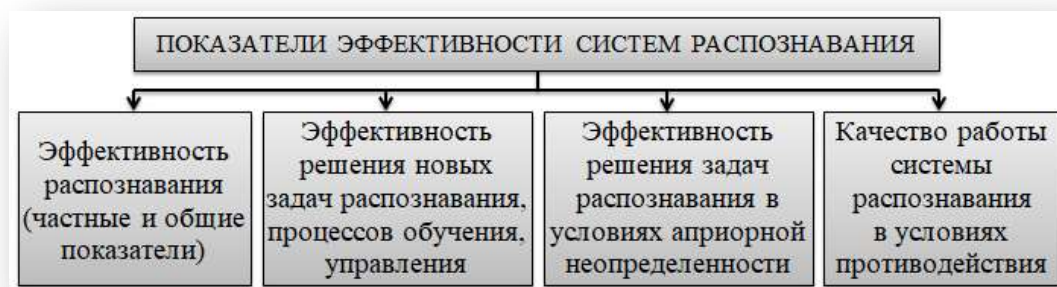 ПОКАЗАТЕЛИ ЭФФЕКТИВНОСТИ СИСТЕМ РАСПОЗНАВАНИЯ
Эффективность
распознавания
(частные и общие
показатели)
Эффективность
решения новых
задач распознавания,
процессов обучения,
управления
Эффективность
решения задач
распознавания в
условиях априорной
неопределенности
Качество работы
системы
распознавания
в условиях
противодействия